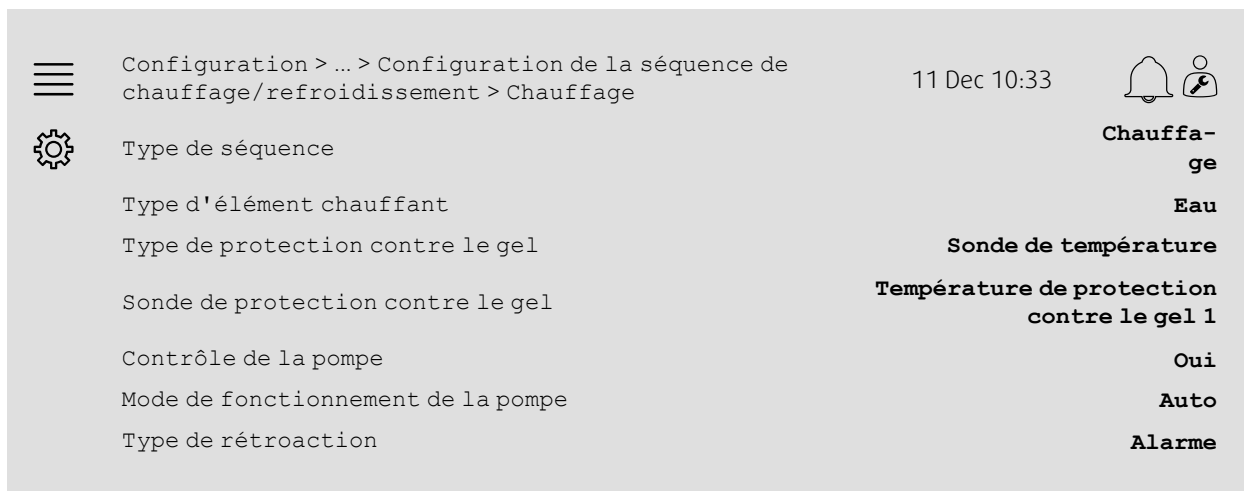 Configuration > ... > Configuration de la séquence de
chauffage/refroidissement > Chauffage
11 Dec 10:33
Type de séquence
Chauffa-
ge
Type d'élément chauffant
Eau
Type de protection contre le gel
Sonde de température
Sonde de protection contre le gel
Température de protection
contre le gel 1
Contrôle de la pompe
Oui
Mode de fonctionnement de la pompe
Auto
Type de rétroaction
Alarme